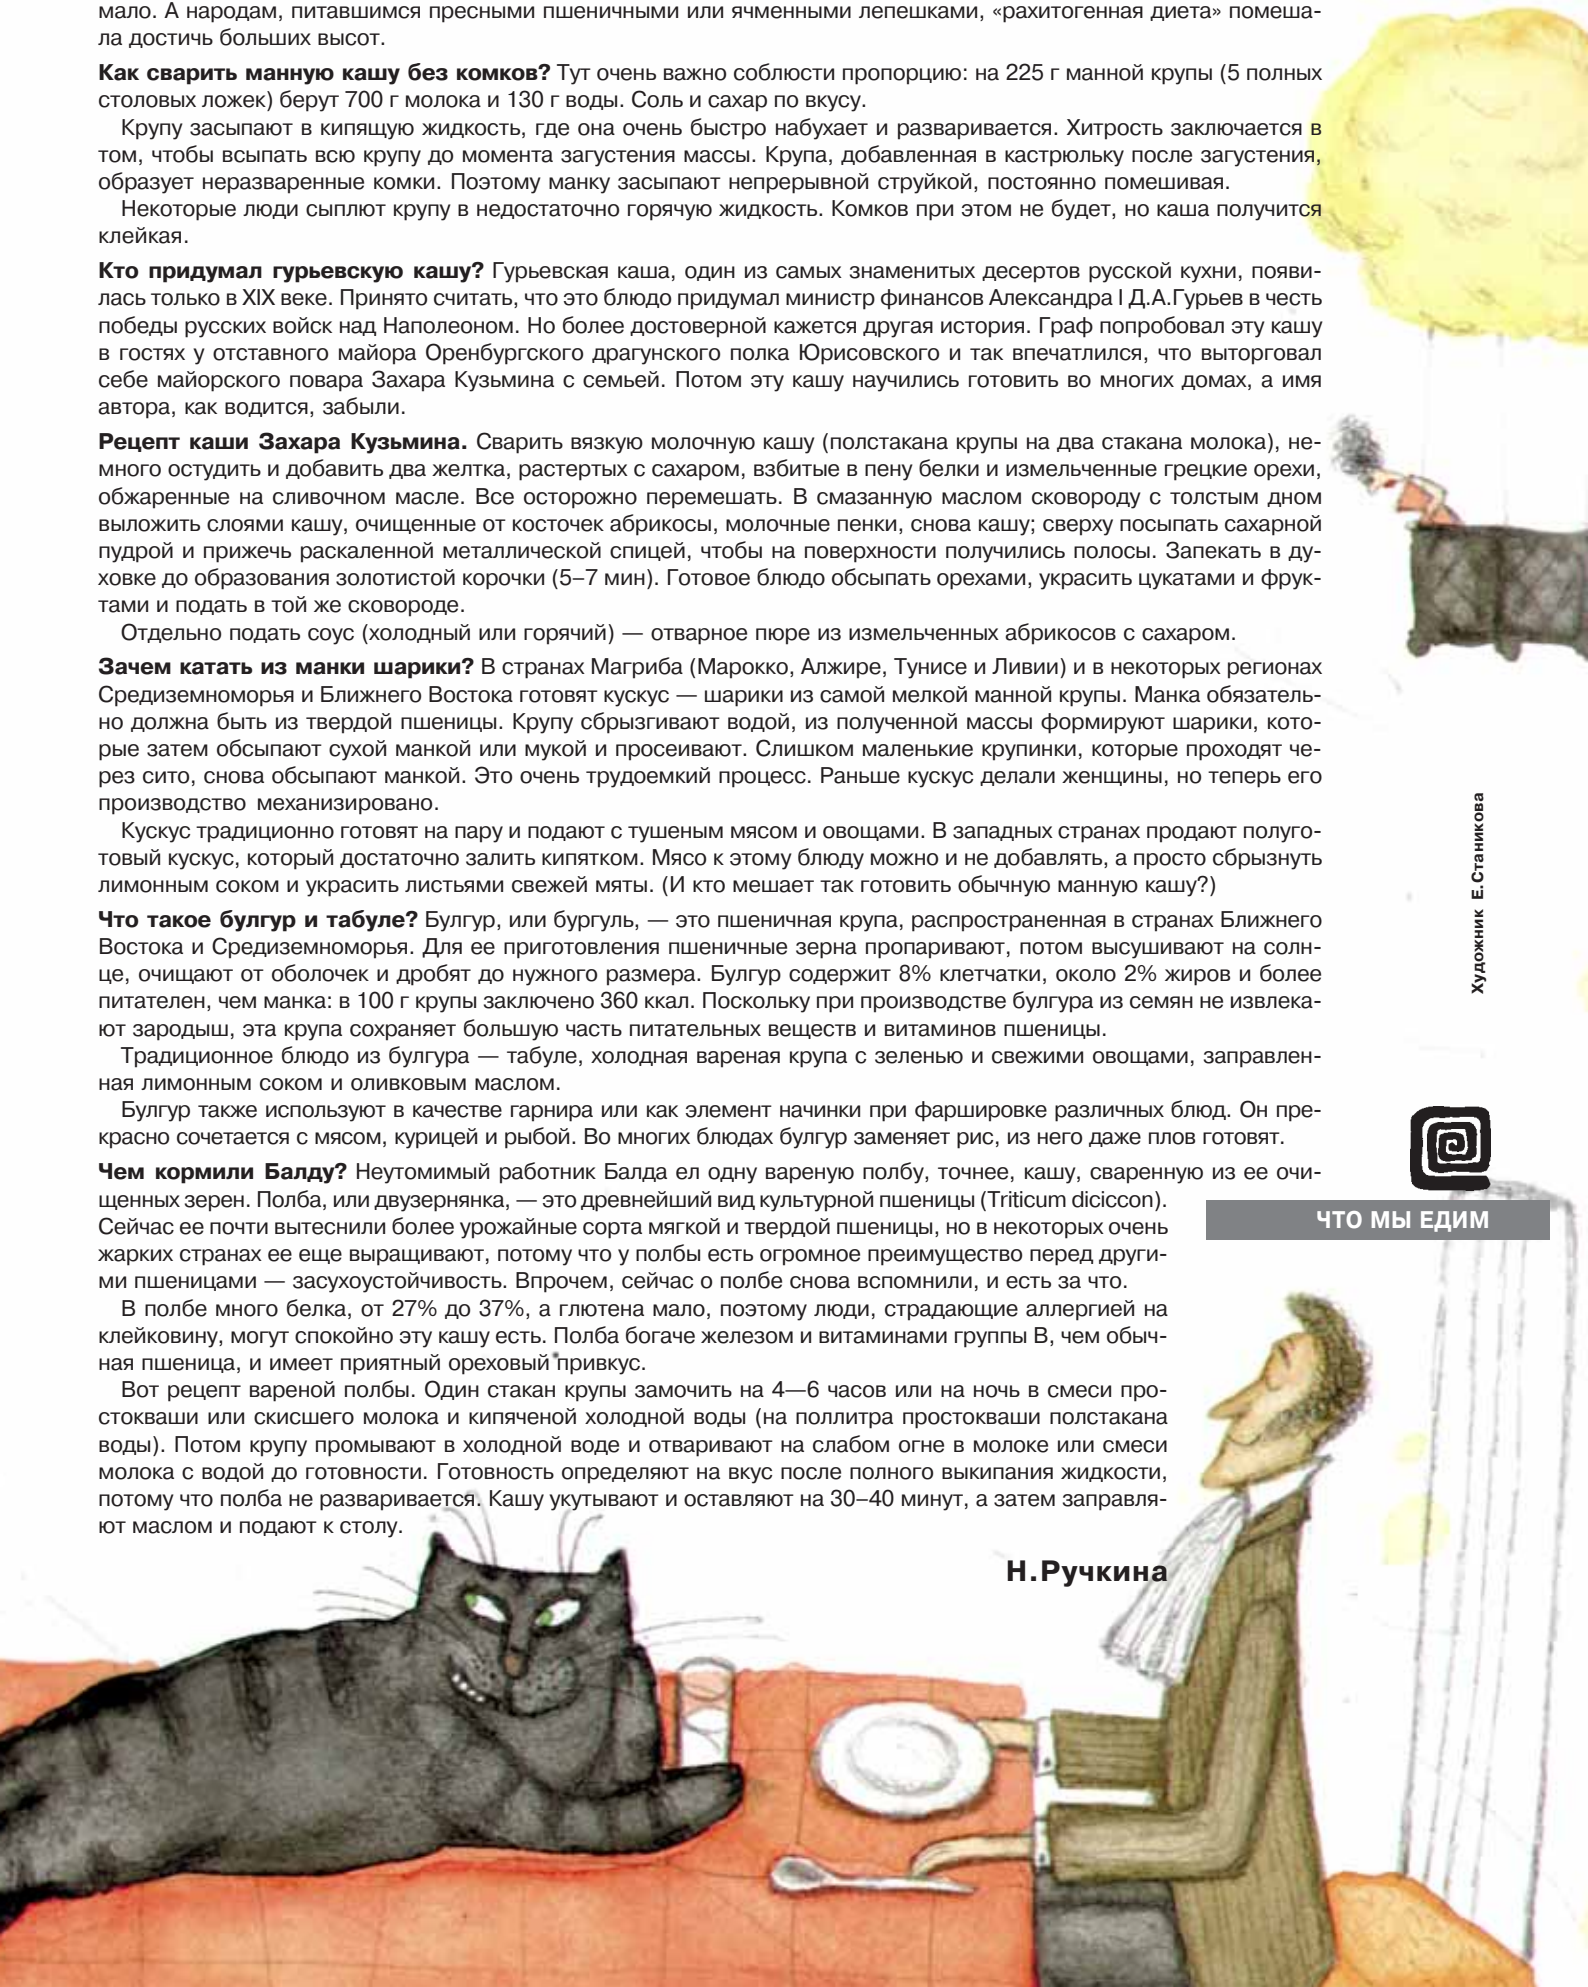 мало. А народам, питавшимся пресными пшеничными или ячменными лепешками, «рахитогенная диета» помеша-
ла достичь больших высот.
Как сварить манную кашу без комков? Тут очень важно соблюсти пропорцию: на 225 г манной крупы (5 полных
столовых ложек) берут 700 г молока и 130 г воды. Соль и сахар по вкусу.
Крупу засыпают в кипящую жидкость, где она очень быстро набухает и разваривается. Хитрость заключается в
том, чтобы всыпать всю крупу до момента загустения массы. Крупа, добавленная в кастрюльку после загустения,
образует неразваренные комки. Поэтому манку засыпают непрерывной струйкой, постоянно помешивая.
Некоторые люди сыплют крупу в недостаточно горячую жидкость. Комков при этом не будет, но каша получится
клейкая.
Кто придумал гурьевскую кашу? Гурьевская каша, один из самых знаменитых десертов русской кухни, появи-
лась только в XIX веке. Принято считать, что это блюдо придумал министр финансов Александра I Д.А.Гурьев в честь
победы русских войск над Наполеоном. Но более достоверной кажется другая история. Граф попробовал эту кашу
в гостях у отставного майора Оренбургского драгунского полка Юрисовского и так впечатлился, что выторговал
себе майорского повара Захара Кузьмина с семьей. Потом эту кашу научились готовить во многих домах, а имя
автора, как водится, забыли.
Рецепт каши Захара Кузьмина. Сварить вязкую молочную кашу (полстакана крупы на два стакана молока), не-
много остудить и добавить два желтка, растертых с сахаром, взбитые в пену белки и измельченные грецкие орехи,
обжаренные на сливочном масле. Все осторожно перемешать. В смазанную маслом сковороду с толстым дном
выложить слоями кашу, очищенные от косточек абрикосы, молочные пенки, снова кашу; сверху посыпать сахарной
пудрой и прижечь раскаленной металлической спицей, чтобы на поверхности получились полосы. Запекать в ду-
ховке до образования золотистой корочки (5–7 мин). Готовое блюдо обсыпать орехами, украсить цукатами и фрук-
тами и подать в той же сковороде.
Отдельно подать соус (холодный или горячий) — отварное пюре из измельченных абрикосов с сахаром.
Зачем катать из манки шарики? В странах Магриба (Марокко, Алжире, Тунисе и Ливии) и в некоторых регионах
Средиземноморья и Ближнего Востока готовят кускус — шарики из самой мелкой манной крупы. Манка обязатель-
но должна быть из твердой пшеницы. Крупу сбрызгивают водой, из полученной массы формируют шарики, кото-
рые затем обсыпают сухой манкой или мукой и просеивают. Слишком маленькие крупинки, которые проходят че-
рез сито, снова обсыпают манкой. Это очень трудоемкий процесс. Раньше кускус делали женщины, но теперь его
производство механизировано.
Кускус традиционно готовят на пару и подают с тушеным мясом и овощами. В западных странах продают полуго-
товый кускус, который достаточно залить кипятком. Мясо к этому блюду можно и не добавлять, а просто сбрызнуть
лимонным соком и украсить листьями свежей мяты. (И кто мешает так готовить обычную манную кашу?)
Что такое булгур и табуле? Булгур, или бургуль, — это пшеничная крупа, распространенная в странах Ближнего
Востока и Средиземноморья. Для ее приготовления пшеничные зерна пропаривают, потом высушивают на солн-
це, очищают от оболочек и дробят до нужного размера. Булгур содержит 8% клетчатки, около 2% жиров и более
питателен, чем манка: в 100 г крупы заключено 360 ккал. Поскольку при производстве булгура из семян не извлека-
ют зародыш, эта крупа сохраняет большую часть питательных веществ и витаминов пшеницы.
Традиционное блюдо из булгура — табуле, холодная вареная крупа с зеленью и свежими овощами, заправлен-
ная лимонным соком и оливковым маслом.
Булгур также используют в качестве гарнира или как элемент начинки при фаршировке различных блюд. Он пре-
красно сочетается с мясом, курицей и рыбой. Во многих блюдах булгур заменяет рис, из него даже плов готовят.
Чем кормили Балду? Неутомимый работник Балда ел одну вареную полбу, точнее, кашу, сваренную из ее очи-
щенных зерен. Полба, или двузернянка, — это древнейший вид культурной пшеницы (Triticum diciccon).
Сейчас ее почти вытеснили более урожайные сорта мягкой и твердой пшеницы, но в некоторых очень
жарких странах ее еще выращивают, потому что у полбы есть огромное преимущество перед други-
ми пшеницами — засухоустойчивость. Впрочем, сейчас о полбе снова вспомнили, и есть за что.
В полбе много белка, от 27% до 37%, а глютена мало, поэтому люди, страдающие аллергией на
клейковину, могут спокойно эту кашу есть. Полба богаче железом и витаминами группы В, чем обыч-
ная пшеница, и имеет приятный ореховый привкус.
Вот рецепт вареной полбы. Один стакан крупы замочить на 4—6 часов или на ночь в смеси про-
стокваши или скисшего молока и кипяченой холодной воды (на поллитра простокваши полстакана
воды). Потом крупу промывают в холодной воде и отваривают на слабом огне в молоке или смеси
молока с водой до готовности. Готовность определяют на вкус после полного выкипания жидкости,
потому что полба не разваривается. Кашу укутывают и оставляют на 30–40 минут, а затем заправля-
ют маслом и подают к столу.
Н.Ручкина
Художник Е.Станикова
ЧТО МЫ ЕДИМ